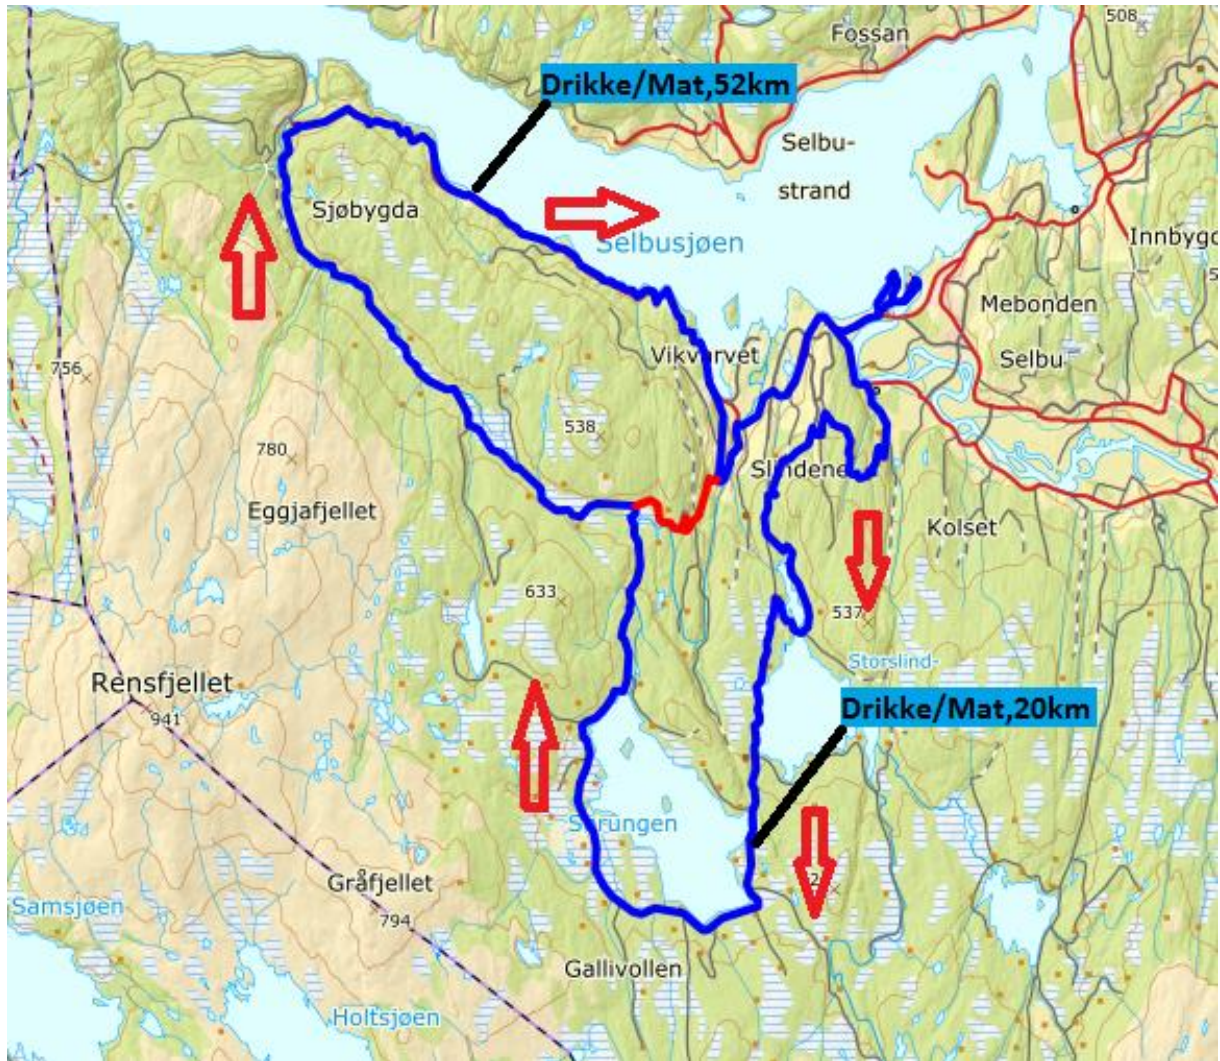 508
Fossan
Drikke/Mat,52km
Selbu-
strand
Sjøbygda
Selbusjøen
Innbygd
Mebonden
Selbu
Vikvarvet
756
538
780
Slindene
Eggjafjellet
Kolset
633
537
Storslind-
Rensfjellet
941
Drikke/Mat,20km
Gråfjellet
Samsjøen
794
Gallivollen
Holtsjøen